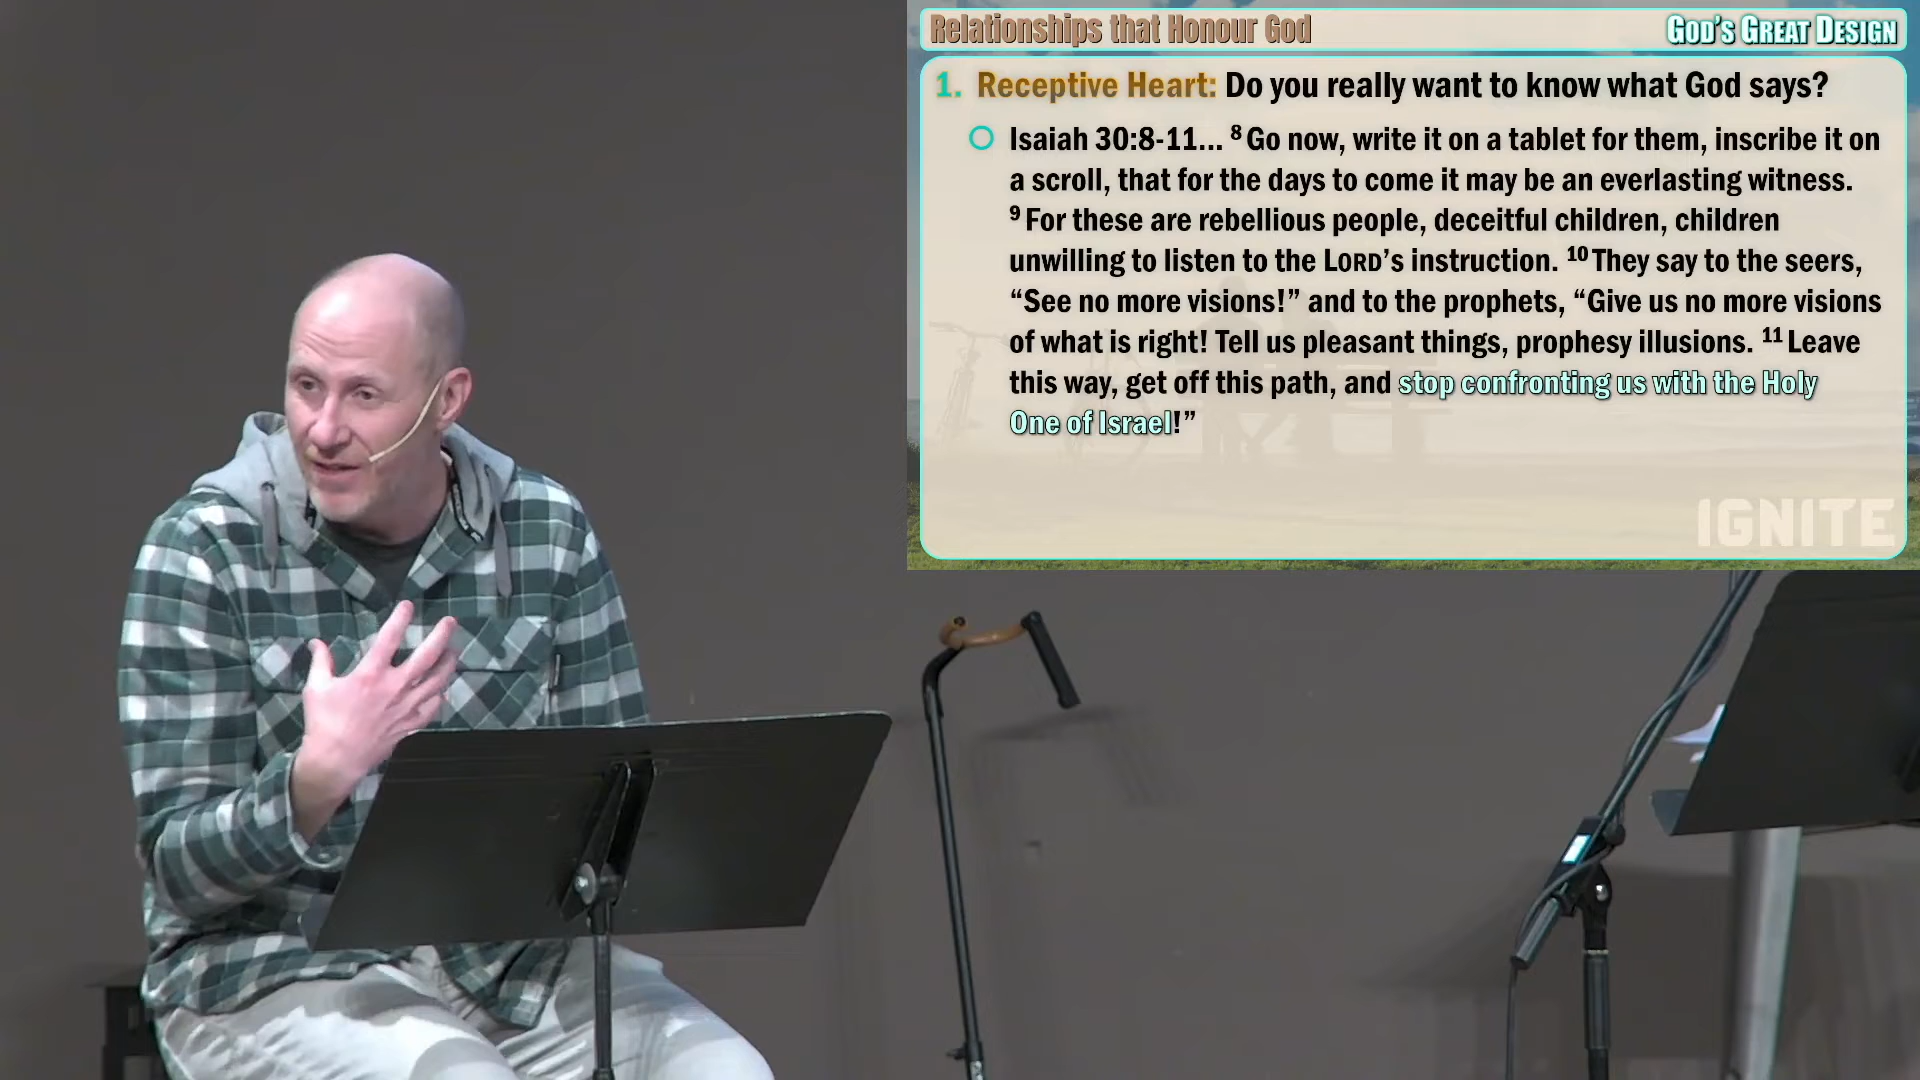 Relationships that Honour God
GOD'S GREAT DESIGN
1. Receptive Heart: Do you really want to know what God says?
Isaiah 30:8-11... ⁸ Go now, write it on a tablet for them, inscribe it on
a scroll, that for the days to come it may be an everlasting witness.
⁹ For these are rebellious people, deceitful children, children
unwilling to listen to the LORD's instruction. ¹⁰ They say to the seers,
“See no more visions!” and to the prophets, “Give us no more visions
of what is right! Tell us pleasant things, prophesy illusions. ¹¹ Leave
this way, get off this path, and stop confronting us with the Holy
One of Israel!”
IGNITE